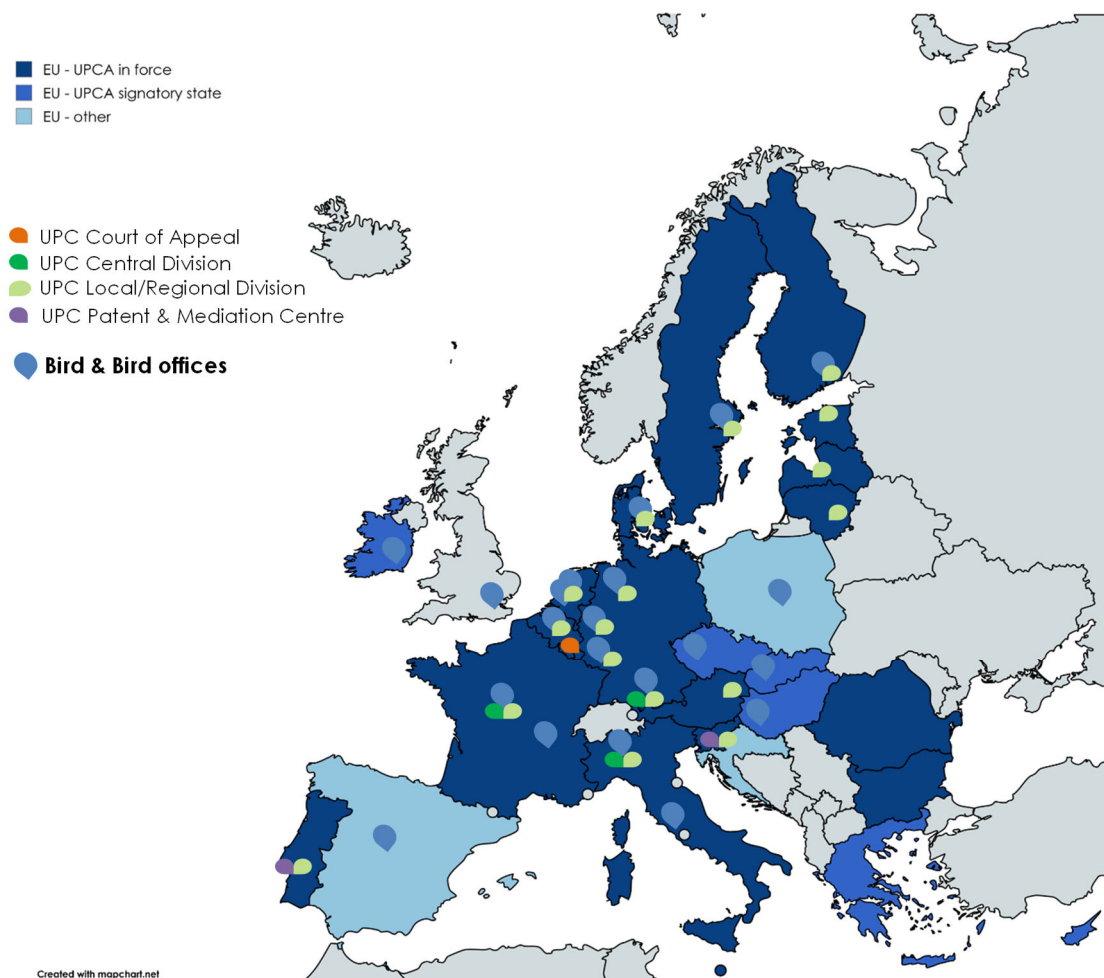 EU - UPCA in force
EU - UPCA signatory state
EU - other
UPC Court of Appeal
UPC Central Division
UPC Local/Regional Division
UPC Patent & Mediation Centre
Bird & Bird offices
Created with mapchart.net